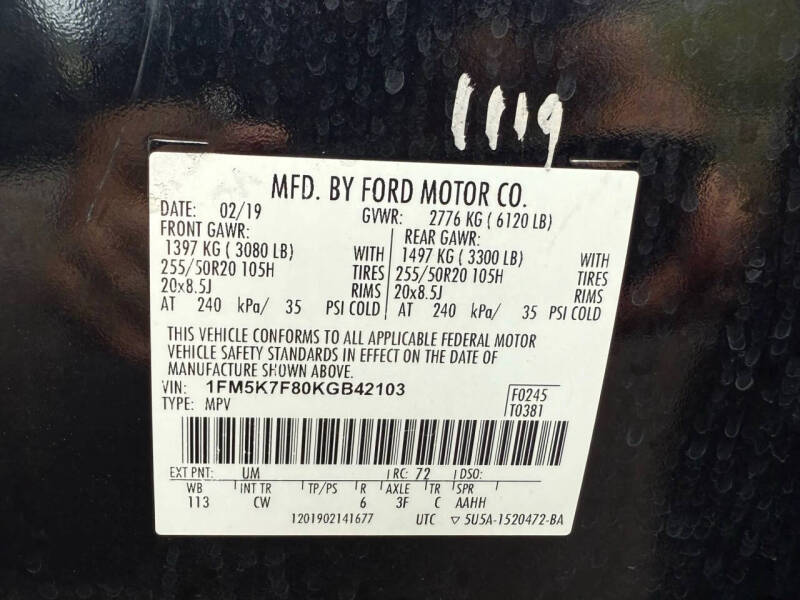 1119
MFD. BY FORD MOTOR CO.
DATE: 02/19 GVWR: 2776 KG ( 6120 LB)
FRONT GAWR: REAR GAWR:
1397 KG ( 3080 LB) WITH 1497 KG ( 3300 LB) WITH
255/50R20 105H TIRES 255/50R20 105H TIRES
20x8.5J RIMS 20x8.5J RIMS
AT 240 kPa/ 35 PSI COLD AT 240 kPa/ 35 PSI COLD
THIS VEHICLE CONFORMS TO ALL APPLICABLE FEDERAL MOTOR
VEHICLE SAFETY STANDARDS IN EFFECT ON THE DATE OF
MANUFACTURE SHOWN ABOVE.
VIN: 1FM5K7F80KGB42103 F0245
TYPE: MPV T0381
EXT PNT: UM RC: 72 DSO:
WB INT TR TP/PS R AXLE TR SPR
113 CW 6 3F C AAHH
1201902141677 UTC ▽ 5U5A-1520472-BA